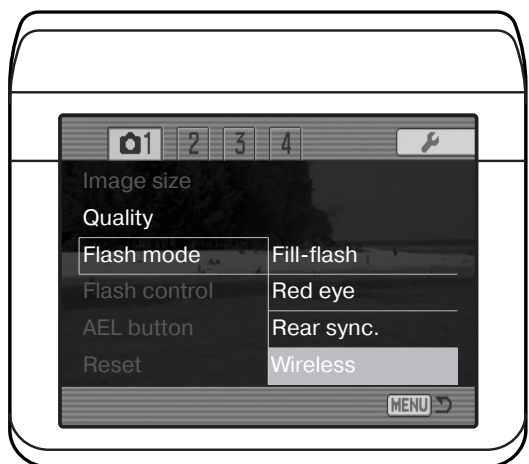 1 2 3 4
Image size
Quality
Flash mode Fill-flash
Flash control Red eye
AEL button Rear sync.
Reset Wireless
MENU